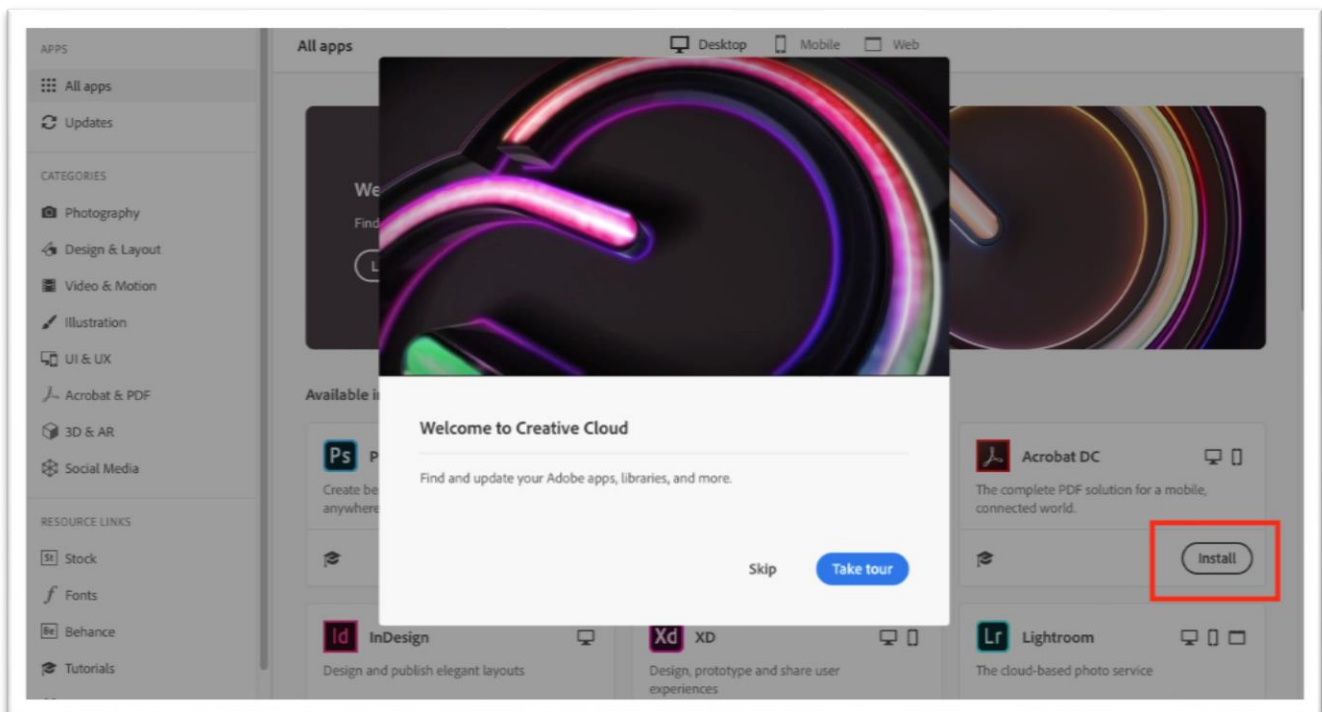 APPS
All apps
Updates
CATEGORIES
Photography
Design & Layout
Video & Motion
Illustration
UI & UX
Acrobat & PDF
3D & AR
Social Media
RESOURCE LINKS
St Stock
Fonts
Be Behance
Tutorials
All apps
Desktop Mobile Web
We
Find
L
Available i
Ps P
Create be
anywhere
Welcome to Creative Cloud
Find and update your Adobe apps, libraries, and more.
Skip Take tour
Acrobat DC
The complete PDF solution for a mobile,
connected world.
Install
Id InDesign
Design and publish elegant layouts
Xd XD
Design, prototype and share user
experiences
Lr Lightroom
The cloud-based photo service